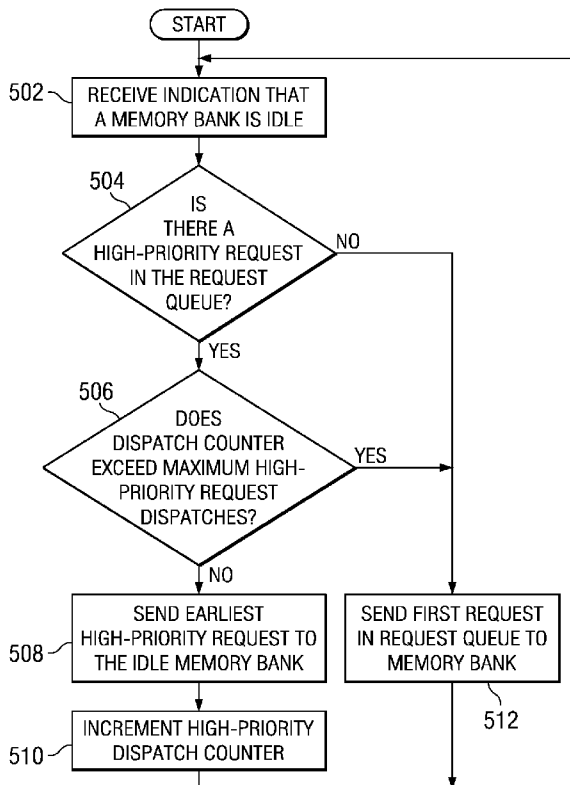 START
502
RECEIVE INDICATION THAT
A MEMORY BANK IS IDLE
504
IS
THERE A
HIGH-PRIORITY REQUEST
IN THE REQUEST
QUEUE?
NO
YES
506
DOES
DISPATCH COUNTER
EXCEED MAXIMUM HIGH-
PRIORITY REQUEST
DISPATCHES?
YES
NO
508
SEND EARLIEST
HIGH-PRIORITY REQUEST TO
THE IDLE MEMORY BANK
SEND FIRST REQUEST
IN REQUEST QUEUE TO
MEMORY BANK
512
510
INCREMENT HIGH-PRIORITY
DISPATCH COUNTER